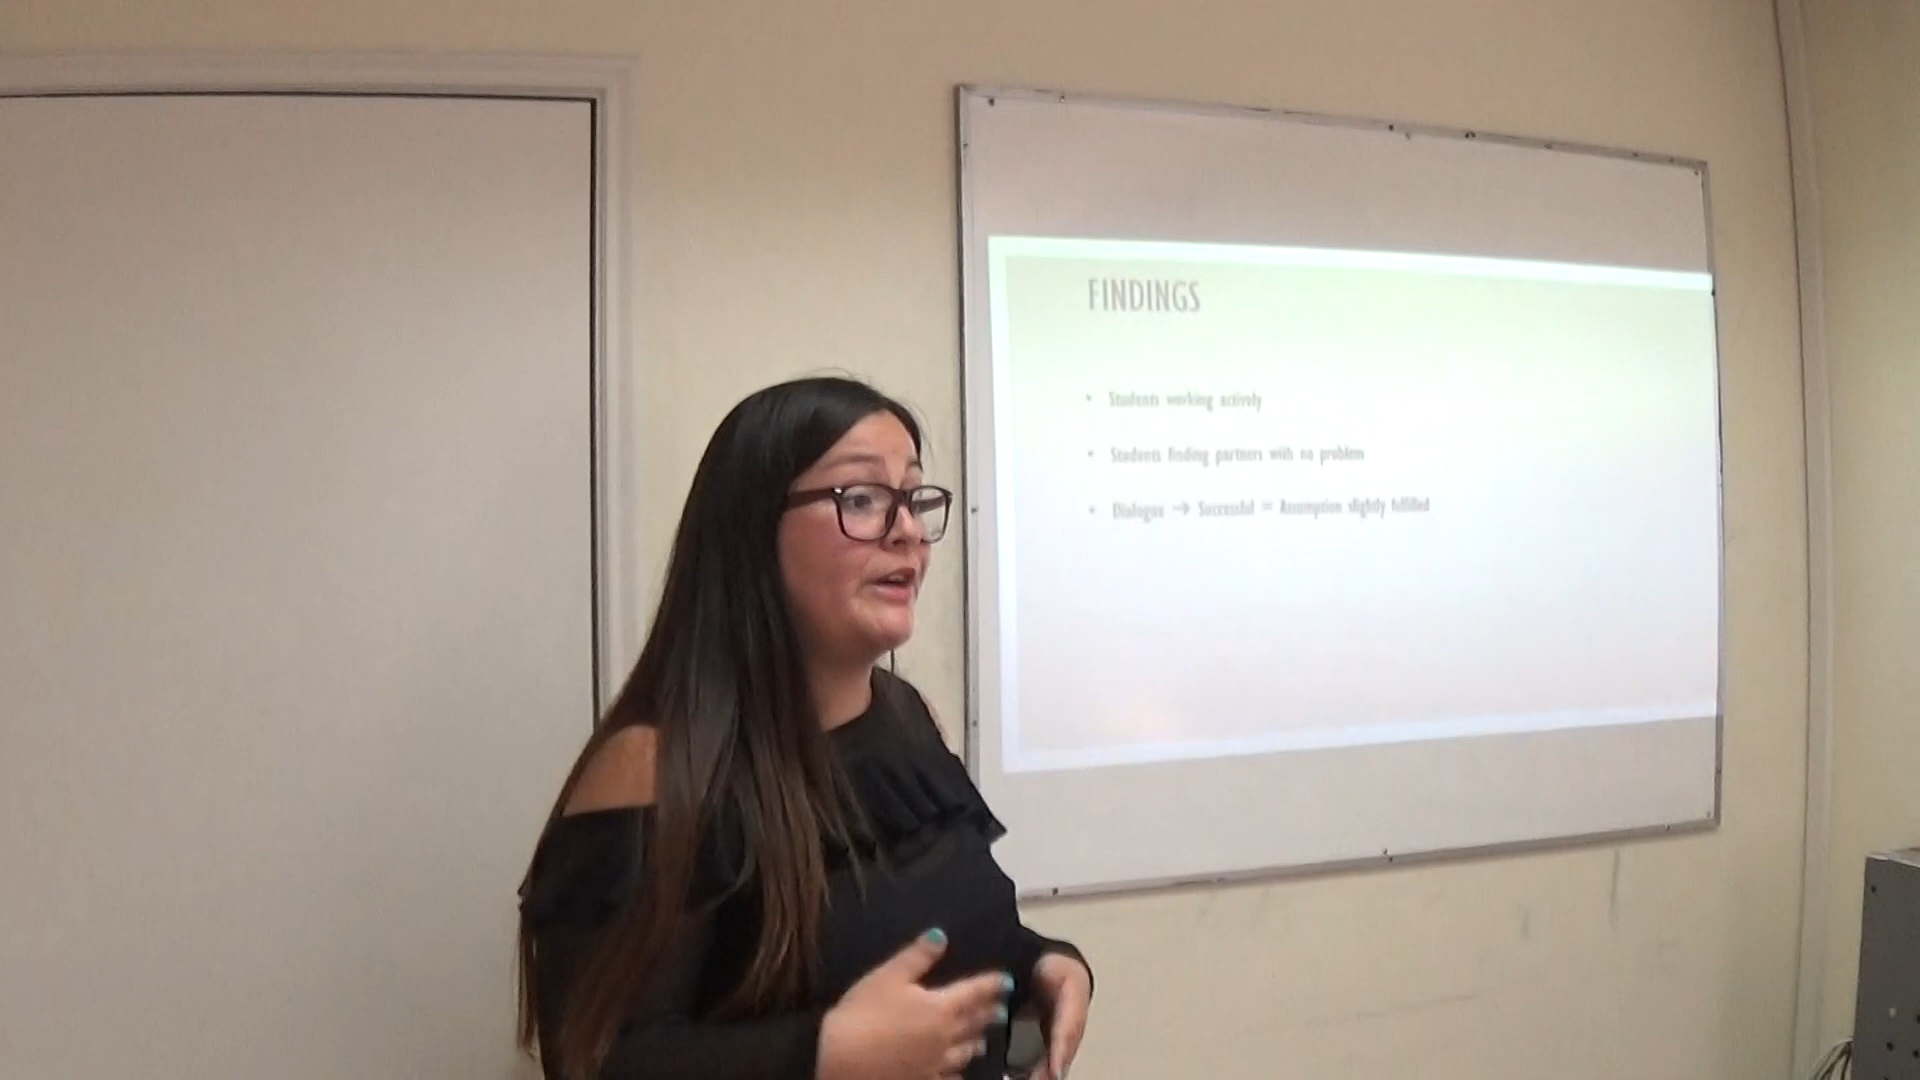 FINDINGS
• Students working actively
• Students finding partners with no problem
• Dialogue → Successful = Assumption slightly fulfilled